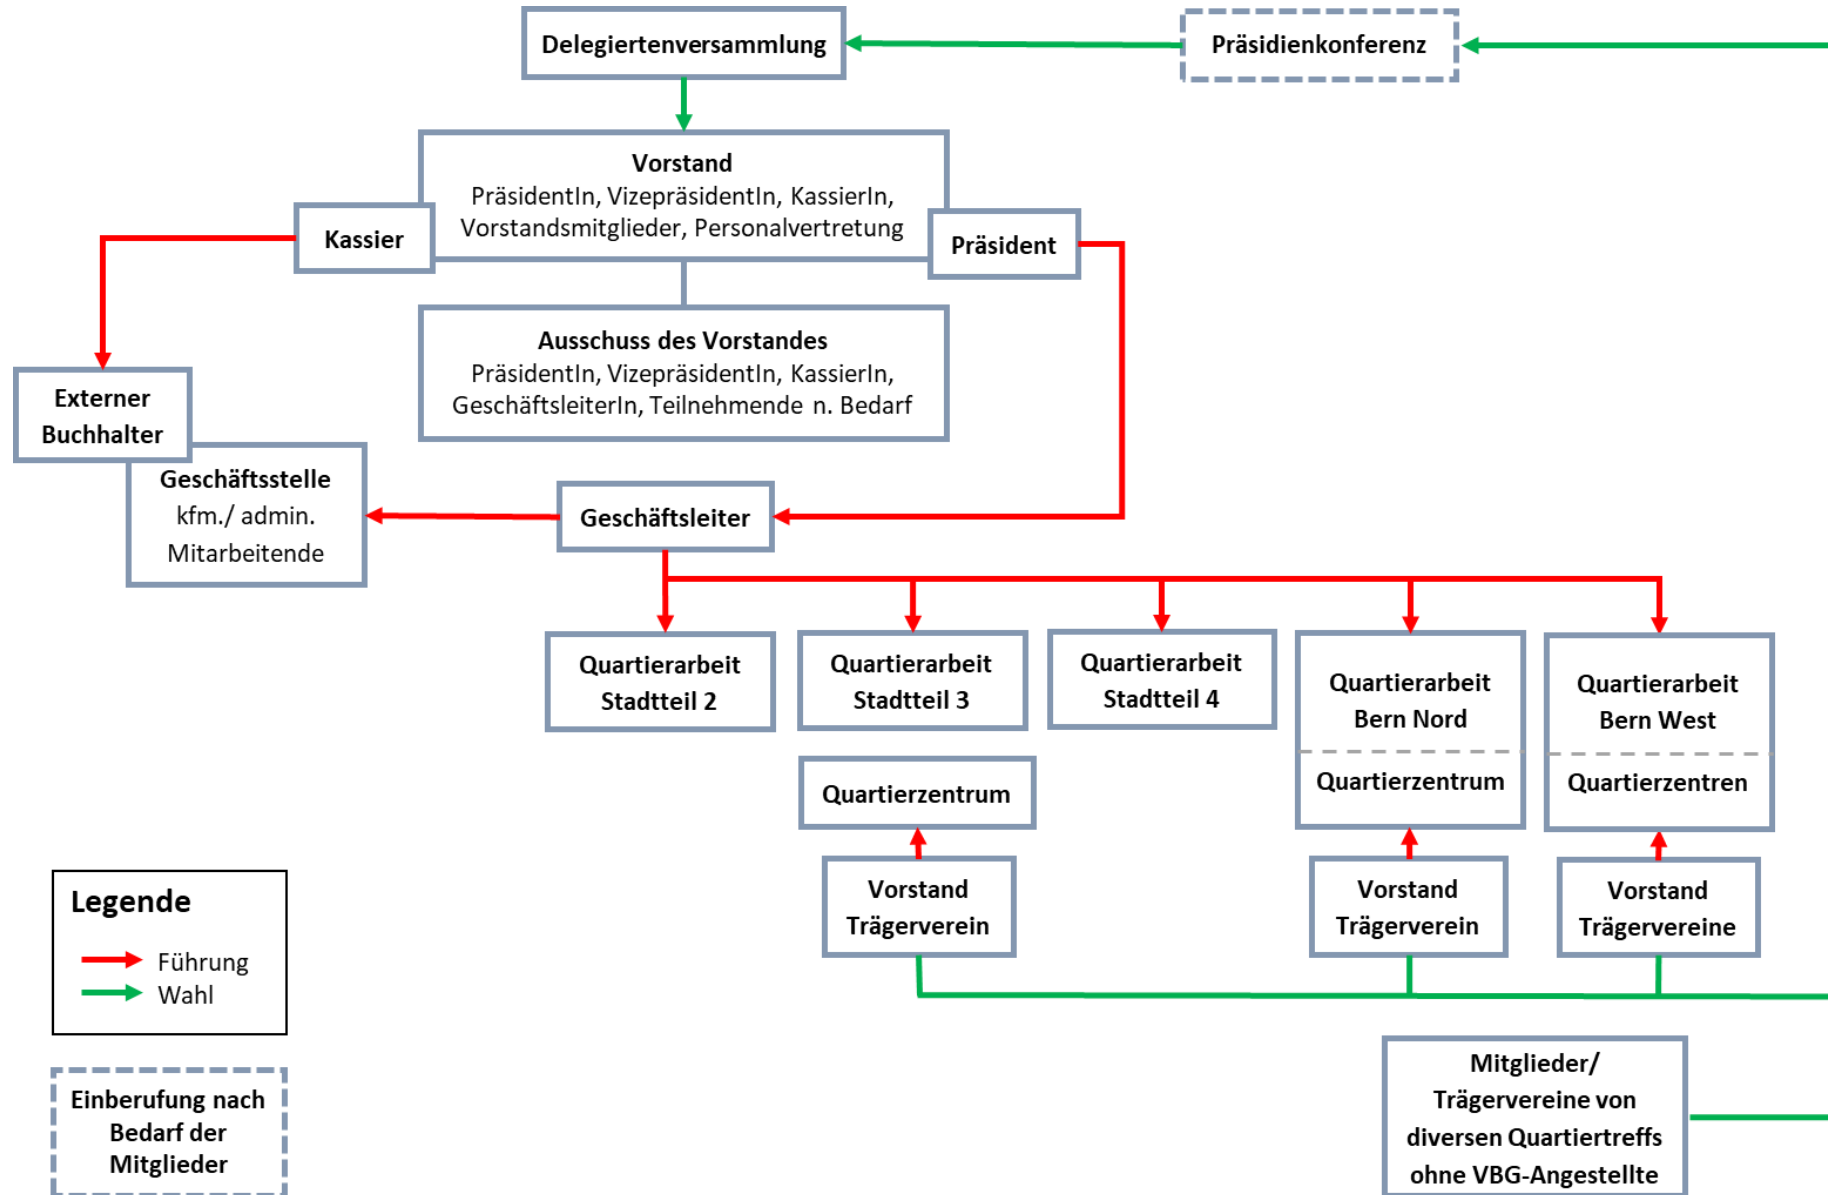 Delegiertenversammlung
Präsidienkonferenz
Vorstand
PräsidentIn, VizepräsidentIn, KassierIn,
Vorstandsmitglieder, Personalvertretung
Kassier
Präsident
Ausschuss des Vorstandes
PräsidentIn, VizepräsidentIn, KassierIn,
GeschäftsleiterIn, Teilnehmende n. Bedarf
Externer
Buchhalter
Geschäftsstelle
kfm./ admin.
Mitarbeitende
Geschäftsleiter
Quartierarbeit
Stadtteil 2
Quartierarbeit
Stadtteil 3
Quartierarbeit
Stadtteil 4
Quartierarbeit
Bern Nord
Quartierzentrum
Quartierarbeit
Bern West
Quartierzentren
Quartierzentrum
Vorstand
Trägerverein
Vorstand
Trägerverein
Vorstand
Trägervereine
Legende
Führung
Wahl
Einberufung nach
Bedarf der
Mitglieder
Mitglieder/
Trägervereine von
diversen Quartiertreffs
ohne VBG-Angestellte